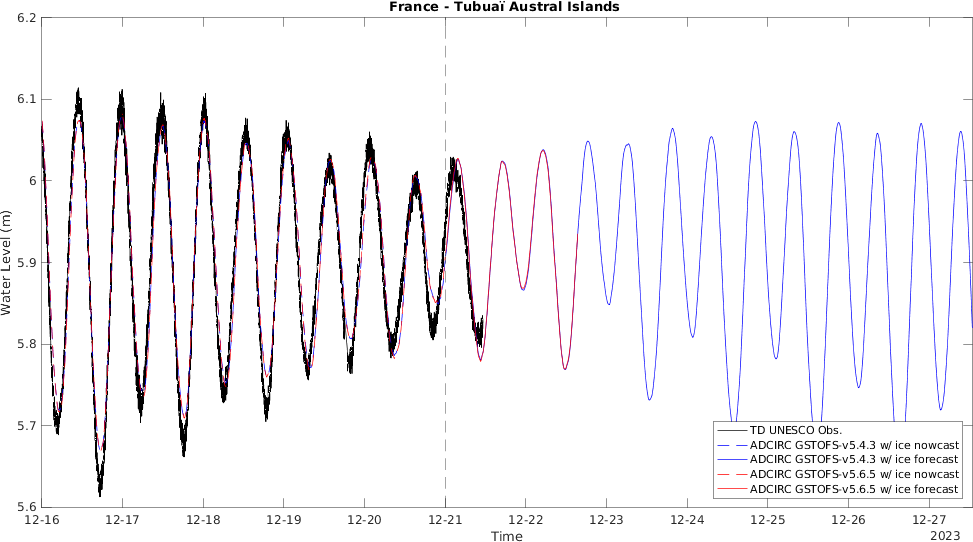 France - Tubuaï Austral Islands
6.2
6.1
6
5.9
5.8
5.7
5.6
Water Level (m)
TD UNESCO Obs.
ADCIRC GSTOFS-v5.4.3 w/ ice nowcast
ADCIRC GSTOFS-v5.4.3 w/ ice forecast
ADCIRC GSTOFS-v5.6.5 w/ ice nowcast
ADCIRC GSTOFS-v5.6.5 w/ ice forecast
12-16 12-17 12-18 12-19 12-20 12-21 12-22 12-23 12-24 12-25 12-26 12-27
Time
2023